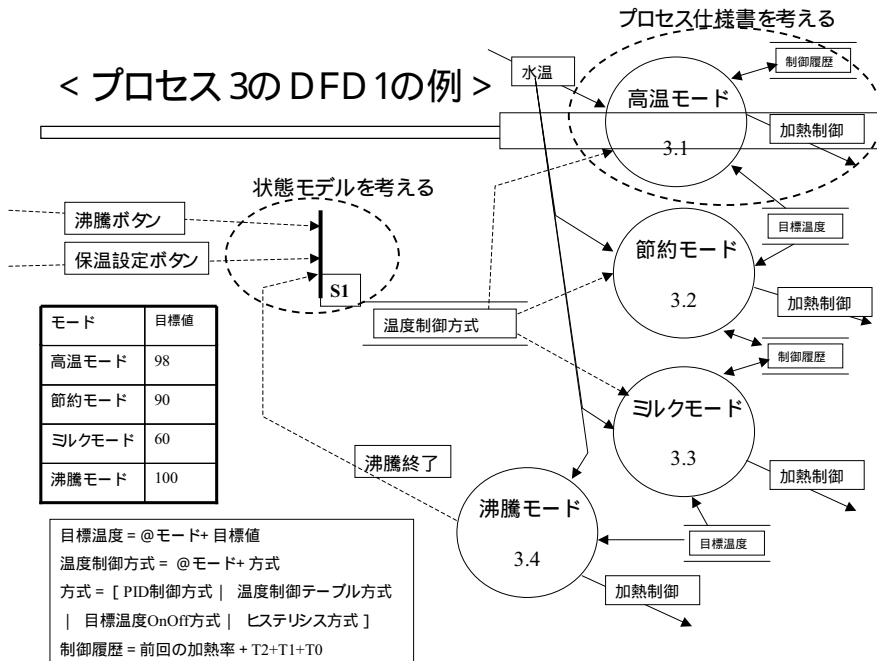 プロセス仕様書を考える
< プロセス3のDFD1の例 >
水温
制御履歴
高温モード
加熱制御
3.1
状態モデルを考える
沸騰ボタン
目標温度
保温設定ボタン
節約モード
S1
3.2
加熱制御
温度制御方式
モード 目標値
高温モード 98
節約モード 90
ミルクモード 60
沸騰モード 100
制御履歴
ミルクモード
3.3
沸騰終了
加熱制御
沸騰モード
3.4
目標温度
加熱制御
目標温度 = @モード+ 目標値
温度制御方式 = @モード+ 方式
方式 = [ PID制御方式 | 温度制御テーブル方式
| 目標温度OnOff方式 | ヒステリシス方式 ]
制御履歴 = 前回の加熱率 + T2+T1+T0